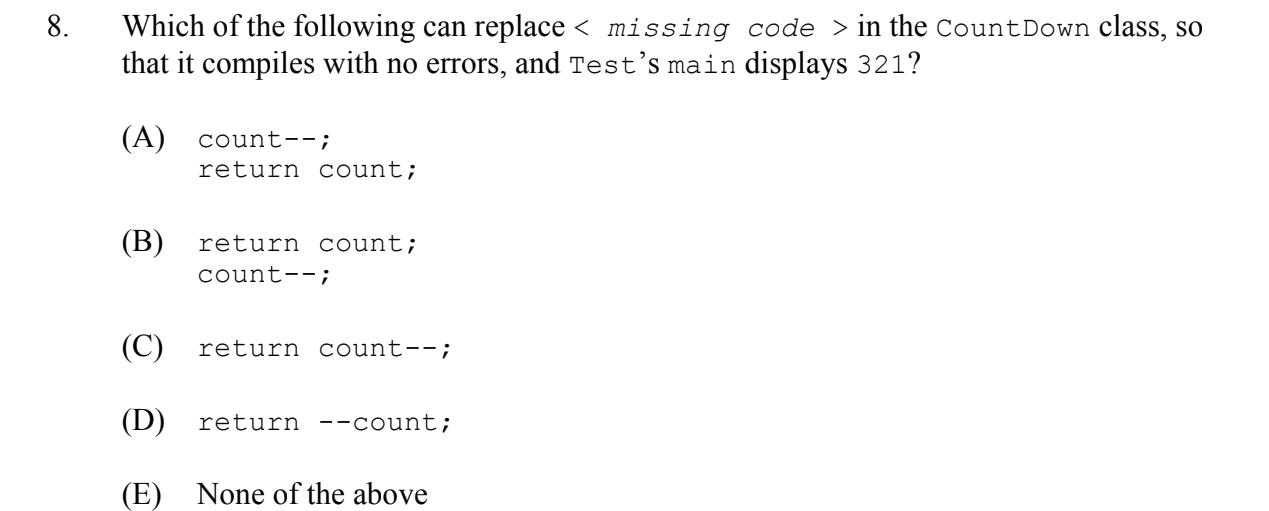 8. Which of the following can replace < missing code > in the CountDown class, so
that it compiles with no errors, and Test's main displays 321?
(A) count--;
return count;
(B) return count;
count--;
(C) return count--;
(D) return --count;
(E) None of the above